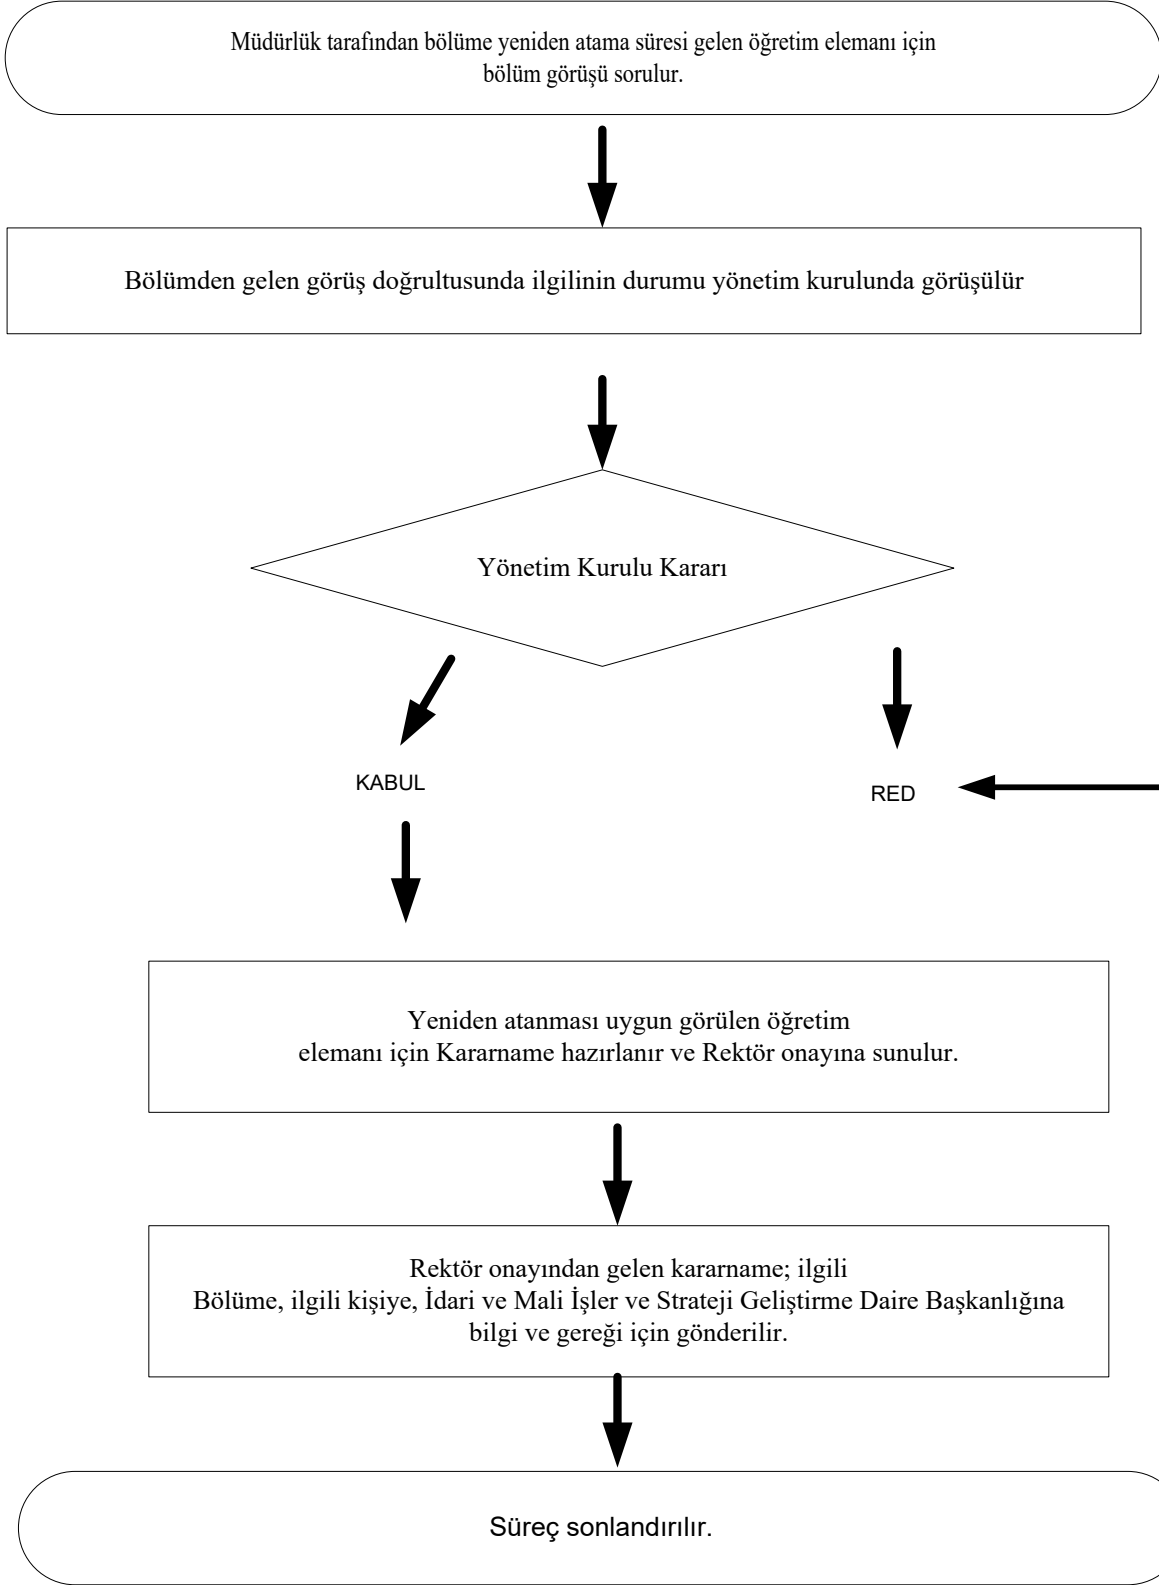 Müdürlük tarafından bölüme yeniden atama süresi gelen öğretim elemanı için
bölüm görüşü sorulur.
Bölümden gelen görüş doğrultusunda ilgilinin durumu yönetim kurulunda görüşülür
Yönetim Kurulu Kararı
KABUL
RED
Yeniden atanması uygun görülen öğretim
elemanı için Kararname hazırlanır ve Rektör onayına sunulur.
Rektör onayından gelen kararname; ilgili
Bölüme, ilgili kişiye, İdari ve Mali İşler ve Strateji Geliştirme Daire Başkanlığına
bilgi ve gereği için gönderilir.
Süreç sonlandırılır.